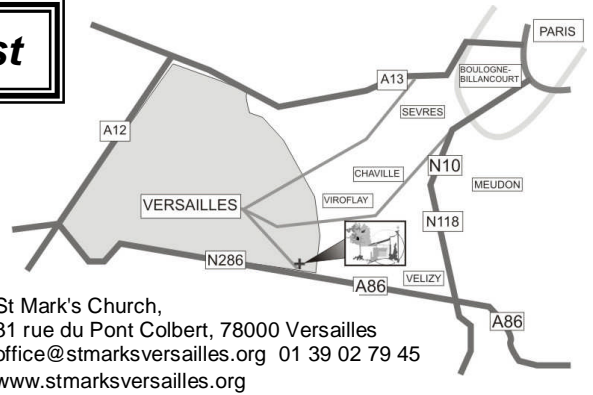 st
PARIS
BOULOGNE-
BILLANCOURT
A13
SEVRES
A12
CHAVILLE
N10
MEUDON
VERSAILLES
VIROFLAY
N118
N286
VELIZY
A86
A86
St Mark's Church,
31 rue du Pont Colbert, 78000 Versailles
office@stmarksversailles.org 01 39 02 79 45
www.stmarksversailles.org